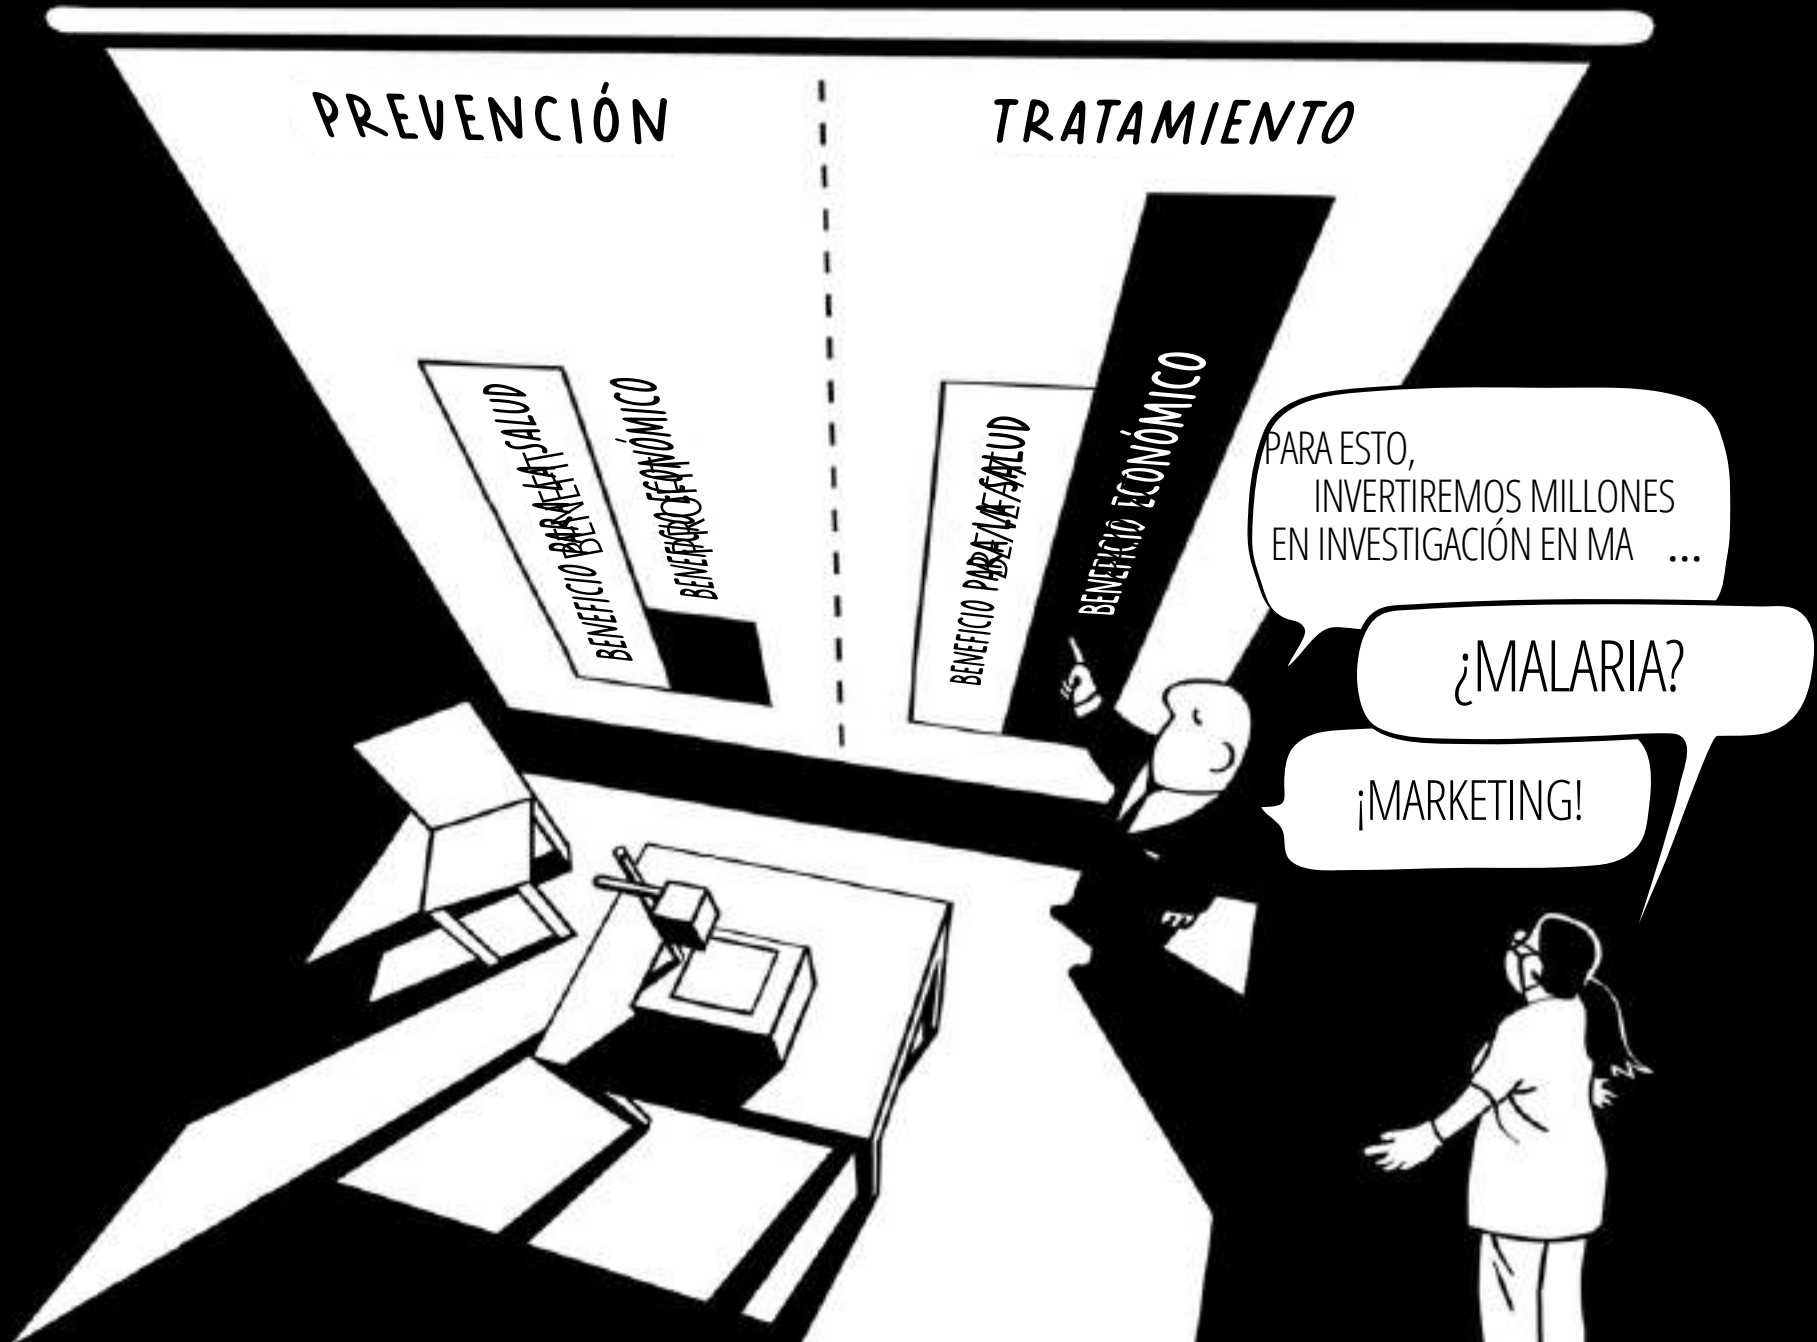 PREVENCIÓN
TRATAMIENTO
BENEFICIO PARA LA SALUD
BENEFICIO ECONÓMICO
BENEFICIO PARA LA SALUD
BENEFICIO ECONÓMICO
PARA ESTO,
INVERTIREMOS MILLONES
EN INVESTIGACIÓN EN MA ...
¿MALARIA?
¡MARKETING!